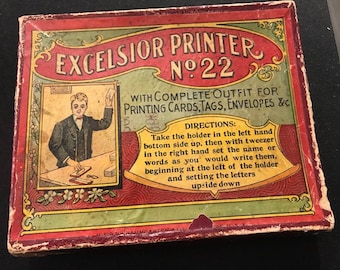 EXCELSIOR PRINTER
No. 22
WITH COMPLETE OUTFIT FOR
PRINTING CARDS, TAGS, ENVELOPES &c
DIRECTIONS:
Take the holder in the left hand
bottom side up, then with tweezer
in the right hand set the name or
words as you would write them,
beginning at the left of the holder
and setting the letters
upside down